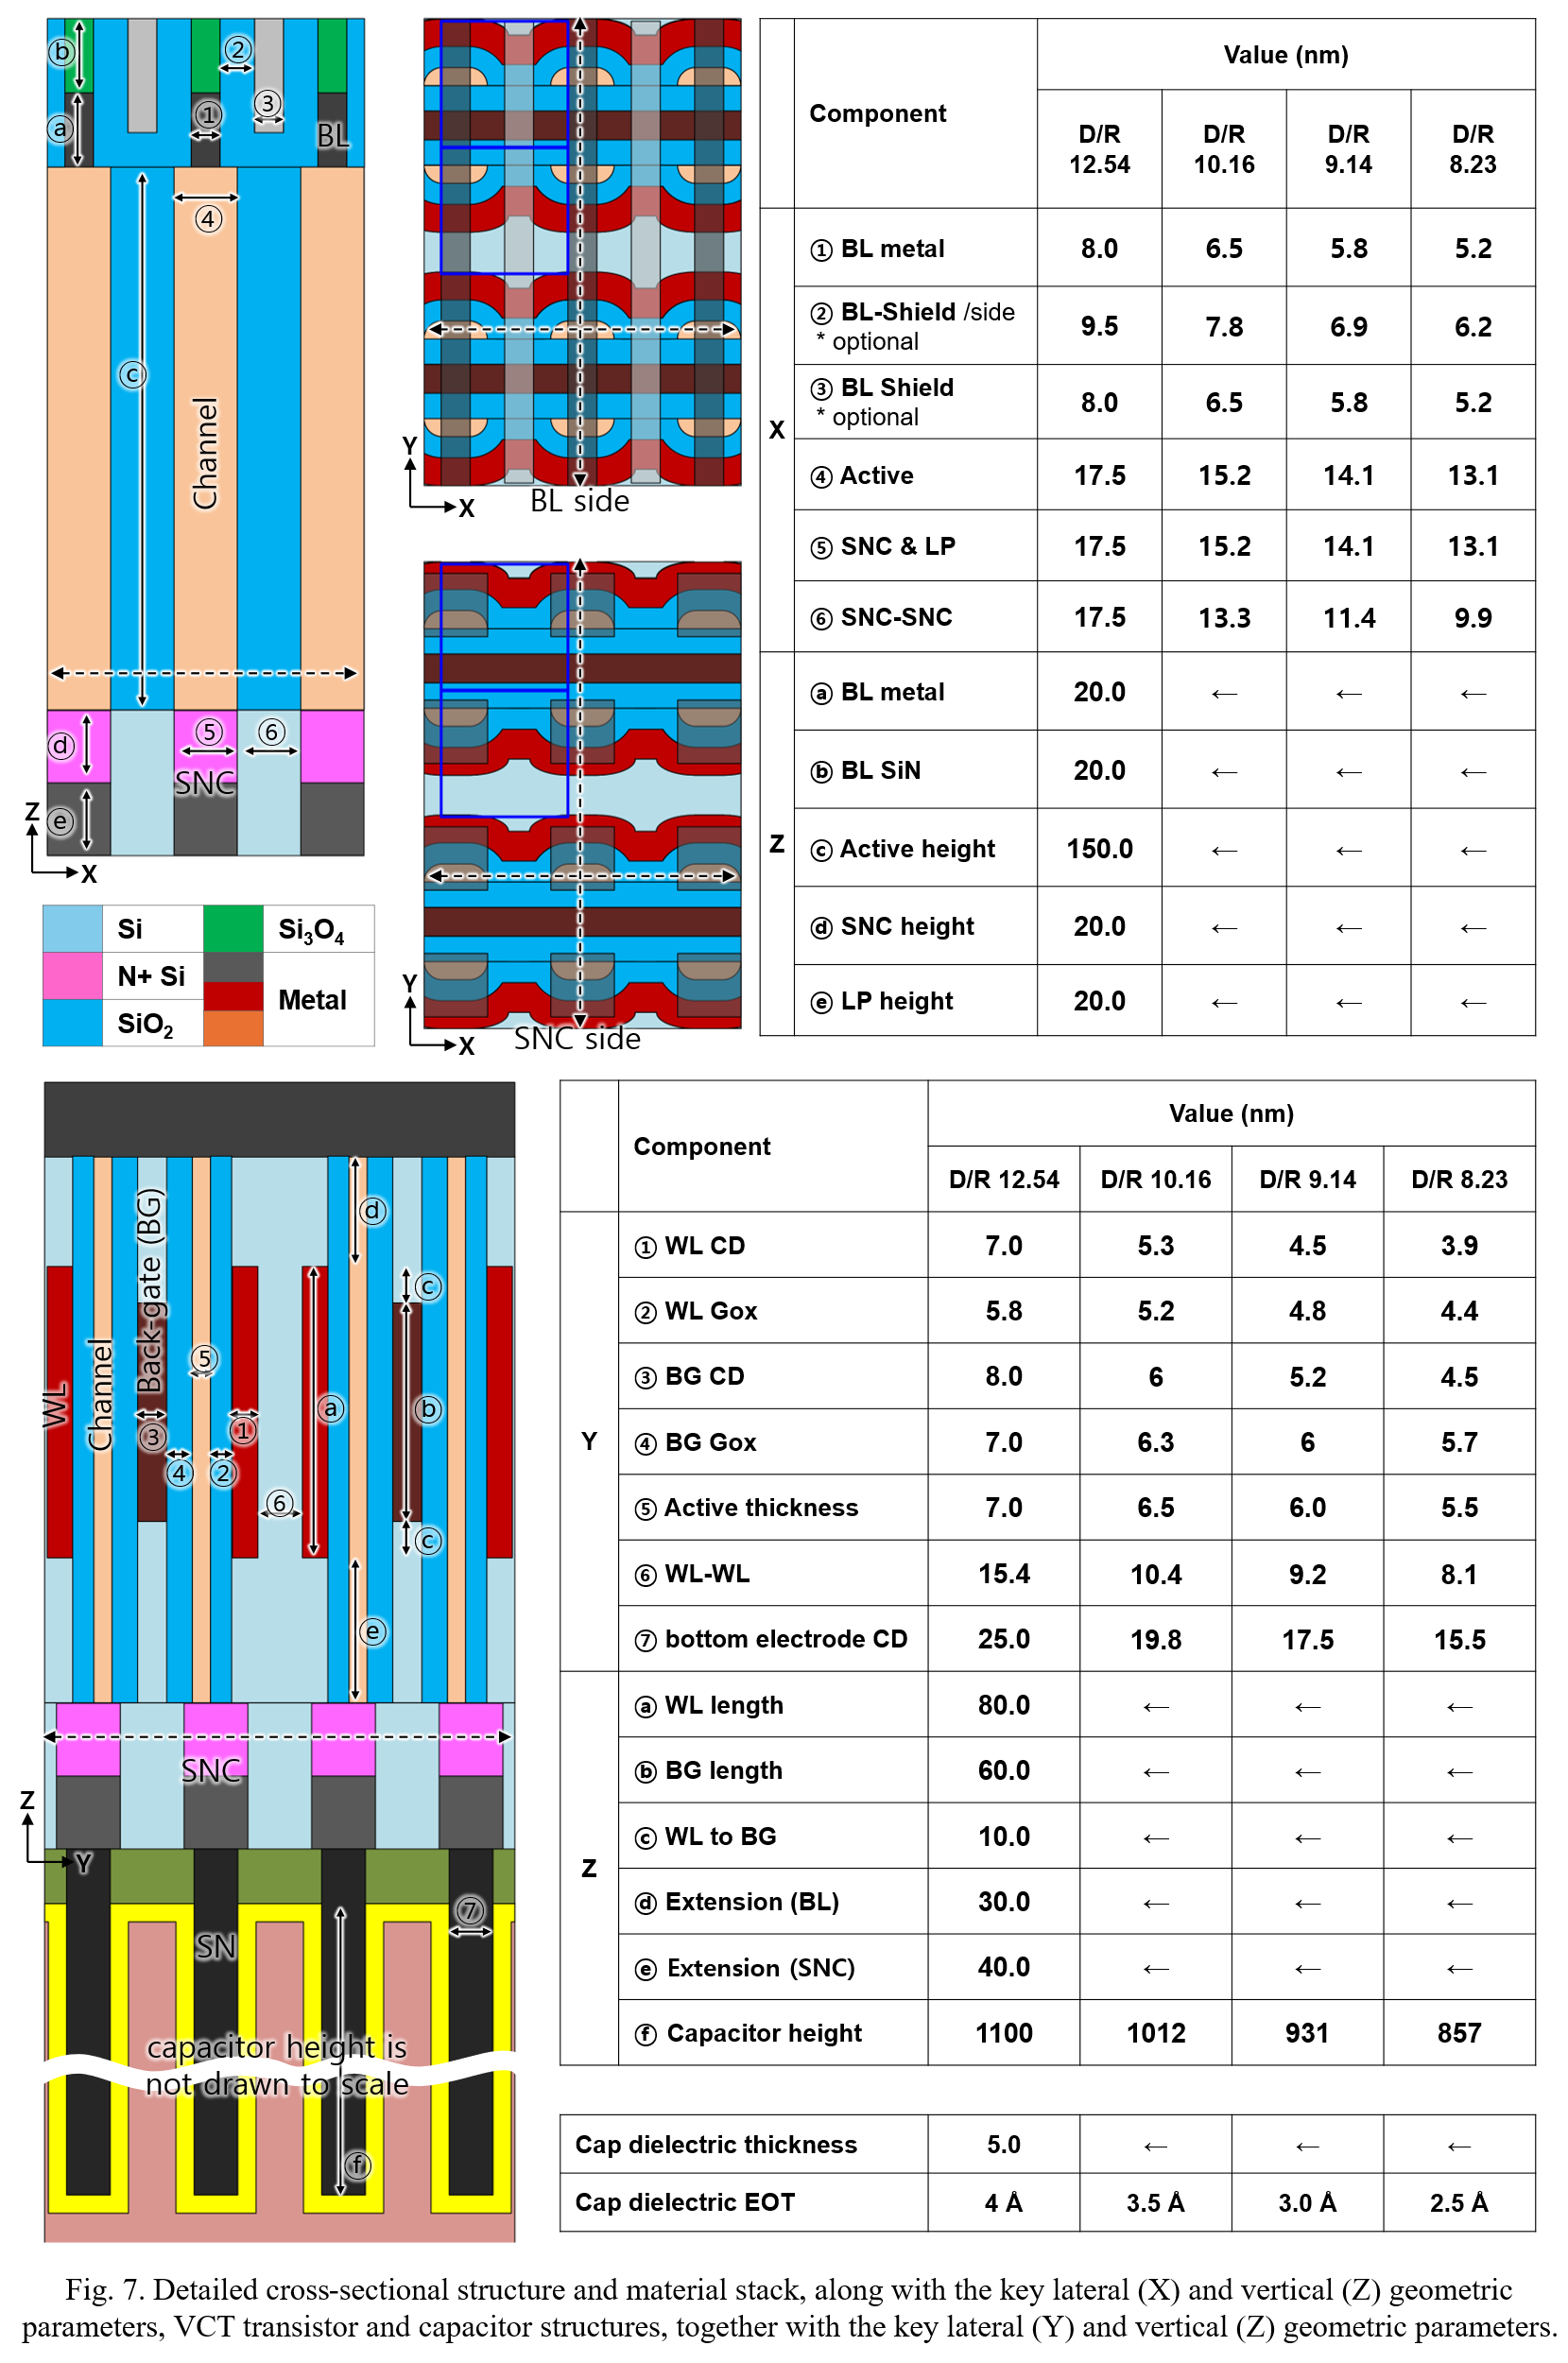 ⓑ
②
ⓐ
①
③
BL
④
ⓒ
Channel
ⓓ
⑤
⑥
SNC
ⓔ
Z
X
Si
N+ Si
SiO2
Si3O4
Metal
Y
X
BL side
Y
X
SNC side
Component
Value (nm)
D/R 12.54
D/R 10.16
D/R 9.14
D/R 8.23
X
① BL metal 8.0 6.5 5.8 5.2
② BL-Shield /side
* optional
9.5 7.8 6.9 6.2
③ BL Shield
* optional
8.0 6.5 5.8 5.2
④ Active 17.5 15.2 14.1 13.1
⑤ SNC & LP 17.5 15.2 14.1 13.1
⑥ SNC-SNC 17.5 13.3 11.4 9.9
Z
ⓐ BL metal 20.0 ← ← ←
ⓑ BL SiN 20.0 ← ← ←
ⓒ Active height 150.0 ← ← ←
ⓓ SNC height 20.0 ← ← ←
ⓔ LP height 20.0 ← ← ←
WL
Channel
Back-gate (BG)
ⓓ
ⓒ
⑤
ⓐ
ⓑ
③
①
④
②
⑥
ⓒ
ⓔ
SNC
Z
Y
⑦
SN
capacitor height is
not drawn to scale
ⓕ
Component
Value (nm)
D/R 12.54 D/R 10.16 D/R 9.14 D/R 8.23
Y
① WL CD 7.0 5.3 4.5 3.9
② WL Gox 5.8 5.2 4.8 4.4
③ BG CD 8.0 6 5.2 4.5
④ BG Gox 7.0 6.3 6 5.7
⑤ Active thickness 7.0 6.5 6.0 5.5
⑥ WL-WL 15.4 10.4 9.2 8.1
⑦ bottom electrode CD 25.0 19.8 17.5 15.5
Z
ⓐ WL length 80.0 ← ← ←
ⓑ BG length 60.0 ← ← ←
ⓒ WL to BG 10.0 ← ← ←
ⓓ Extension (BL) 30.0 ← ← ←
ⓔ Extension (SNC) 40.0 ← ← ←
ⓕ Capacitor height 1100 1012 931 857
Cap dielectric thickness 5.0 ← ← ←
Cap dielectric EOT 4 Å 3.5 Å 3.0 Å 2.5 Å
Fig. 7. Detailed cross-sectional structure and material stack, along with the key lateral (X) and vertical (Z) geometric
parameters, VCT transistor and capacitor structures, together with the key lateral (Y) and vertical (Z) geometric parameters.